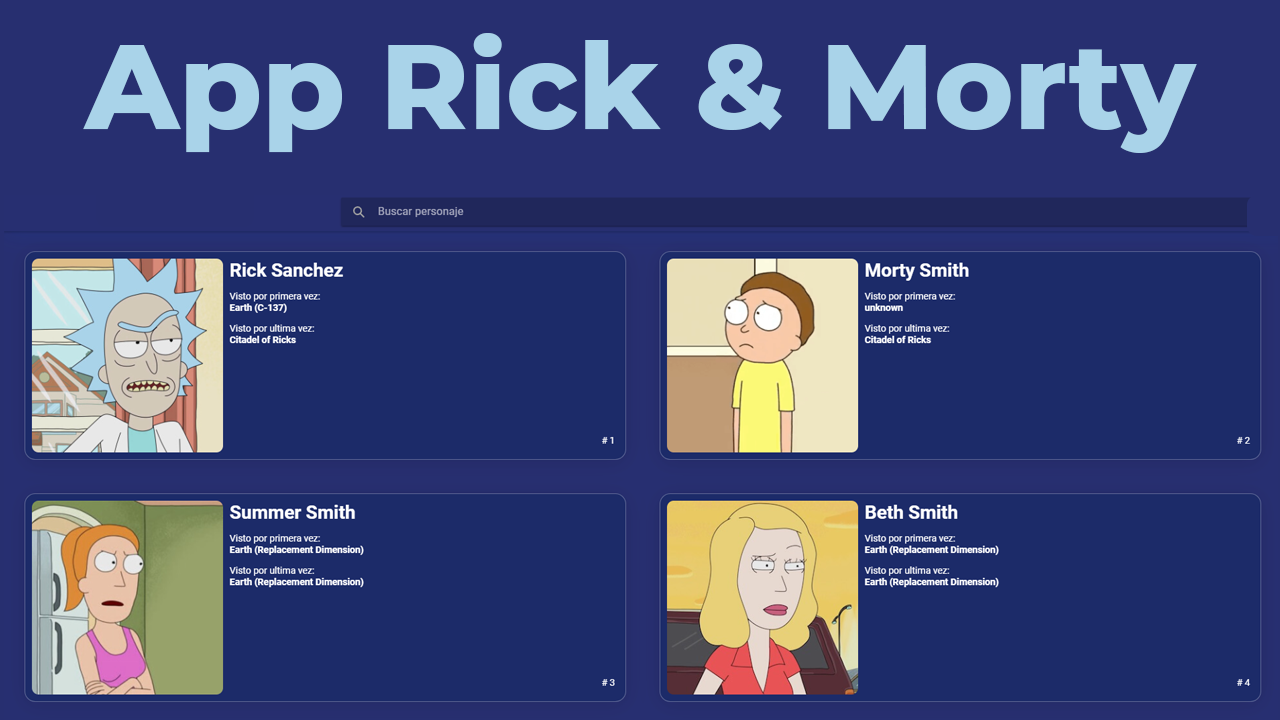 App Rick & Morty
Buscar personaje
Rick Sanchez
Visto por primera vez:
Earth (C-137)
Visto por ultima vez:
Citadel of Ricks
# 1
Morty Smith
Visto por primera vez:
unknown
Visto por ultima vez:
Citadel of Ricks
# 2
Summer Smith
Visto por primera vez:
Earth (Replacement Dimension)
Visto por ultima vez:
Earth (Replacement Dimension)
# 3
Beth Smith
Visto por primera vez:
Earth (Replacement Dimension)
Visto por ultima vez:
Earth (Replacement Dimension)
# 4